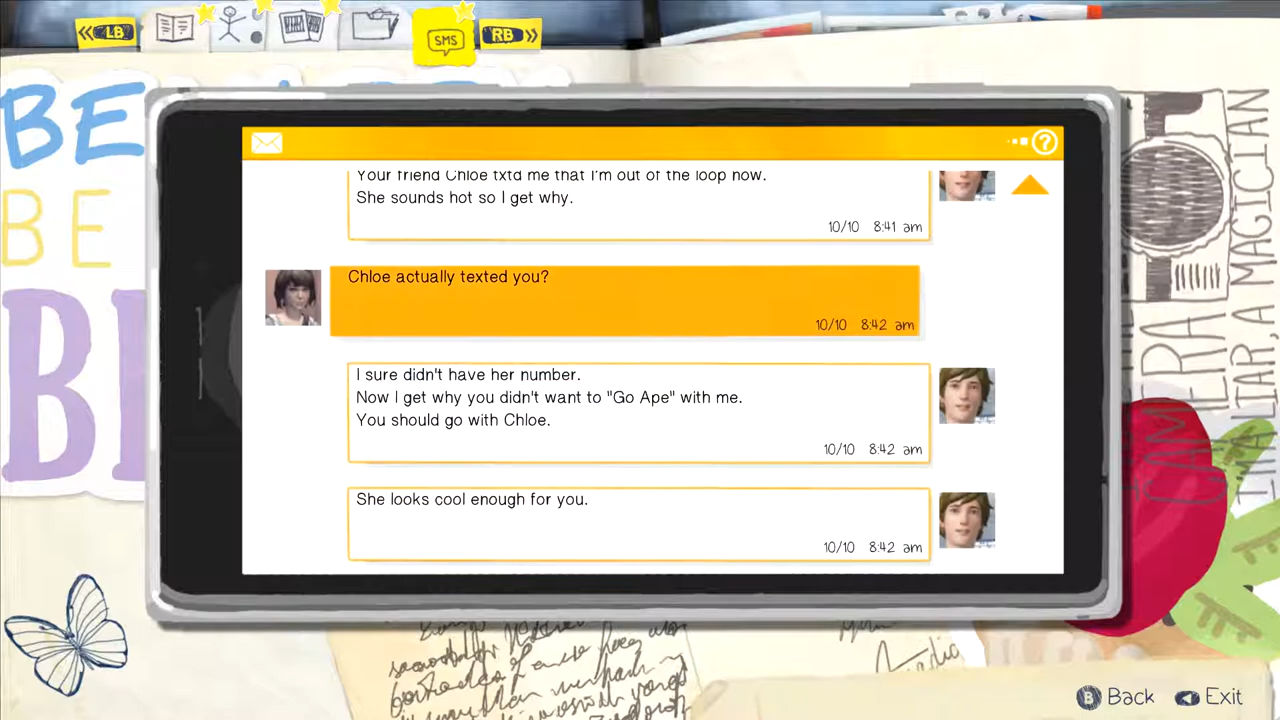 LB
SMS
RB
BE
BE
Your friend Chloe txtd me that I'm out of the loop now.
She sounds hot so I get why.
10/10 8:41 am
Chloe actually texted you?
10/10 8:42 am
I sure didn't have her number.
Now I get why you didn't want to "Go Ape" with me.
You should go with Chloe.
10/10 8:42 am
She looks cool enough for you.
10/10 8:42 am
CAMERA
LIAR, A MAGICIAN
B Back
Exit